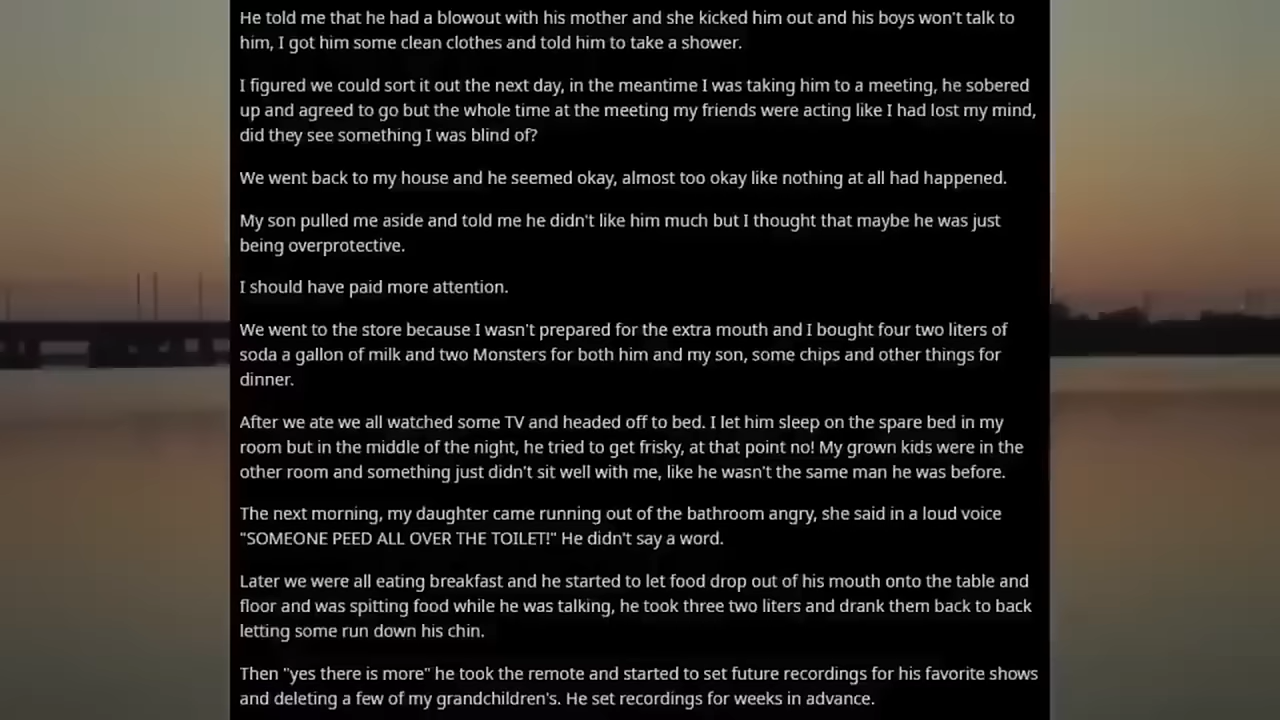 He told me that he had a blowout with his mother and she kicked him out and his boys won't talk to
him, I got him some clean clothes and told him to take a shower.
I figured we could sort it out the next day, in the meantime I was taking him to a meeting, he sobered
up and agreed to go but the whole time at the meeting my friends were acting like I had lost my mind,
did they see something I was blind of?
We went back to my house and he seemed okay, almost too okay like nothing at all had happened.
My son pulled me aside and told me he didn't like him much but I thought that maybe he was just
being overprotective.
I should have paid more attention.
We went to the store because I wasn't prepared for the extra mouth and I bought four two liters of
soda a gallon of milk and two Monsters for both him and my son, some chips and other things for
dinner.
After we ate we all watched some TV and headed off to bed. I let him sleep on the spare bed in my
room but in the middle of the night, he tried to get frisky, at that point no! My grown kids were in the
other room and something just didn't sit well with me, like he wasn't the same man he was before.
The next morning, my daughter came running out of the bathroom angry, she said in a loud voice
"SOMEONE PEED ALL OVER THE TOILET!" He didn't say a word.
Later we were all eating breakfast and he started to let food drop out of his mouth onto the table and
floor and was spitting food while he was talking, he took three two liters and drank them back to back
letting some run down his chin.
Then "yes there is more" he took the remote and started to set future recordings for his favorite shows
and deleting a few of my grandchildren's. He set recordings for weeks in advance.